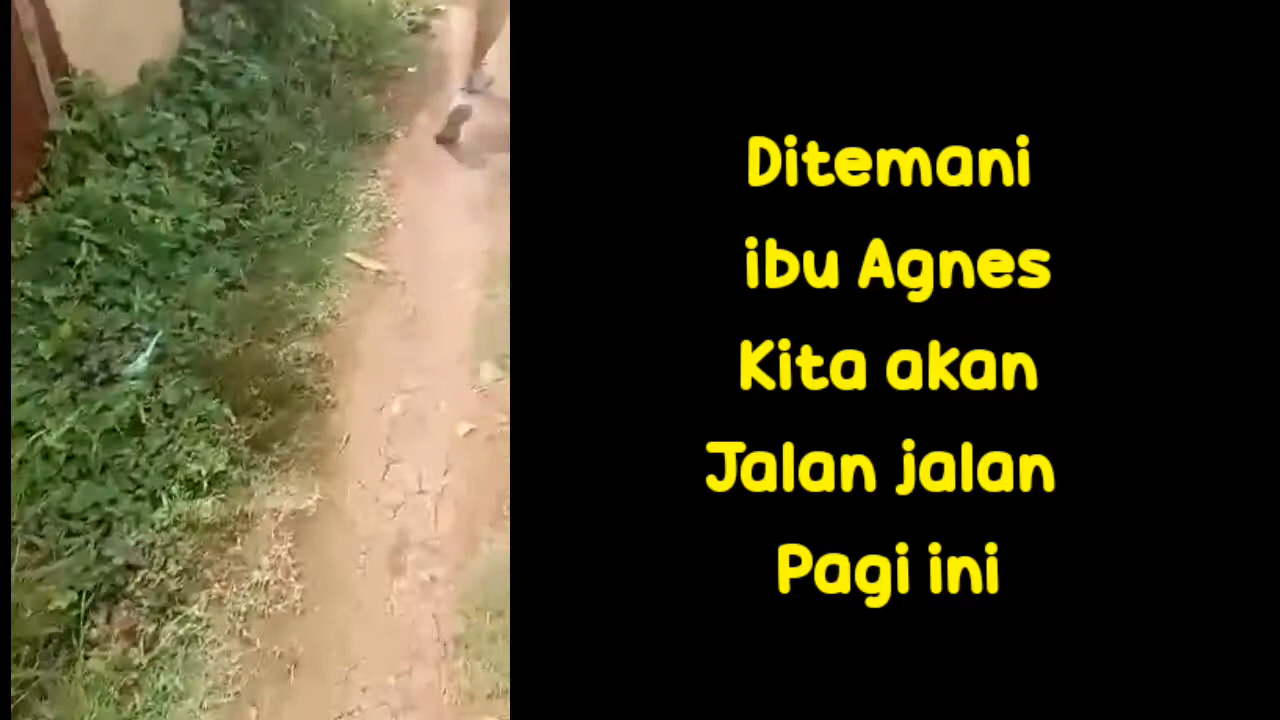 Ditemani
ibu Agnes
Kita akan
Jalan jalan
Pagi ini